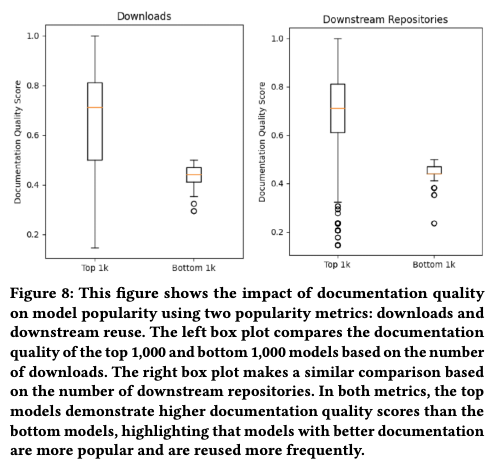 Downloads
Documentation Quality Score
1.0
0.8
0.6
0.4
0.2
Top 1k
Bottom 1k
Downstream Repositories
Documentation Quality Score
1.0
0.8
0.6
0.4
0.2
Top 1k
Bottom 1k
Figure 8: This figure shows the impact of documentation quality
on model popularity using two popularity metrics: downloads and
downstream reuse. The left box plot compares the documentation
quality of the top 1,000 and bottom 1,000 models based on the number
of downloads. The right box plot makes a similar comparison based
on the number of downstream repositories. In both metrics, the top
models demonstrate higher documentation quality scores than the
bottom models, highlighting that models with better documentation
are more popular and are reused more frequently.